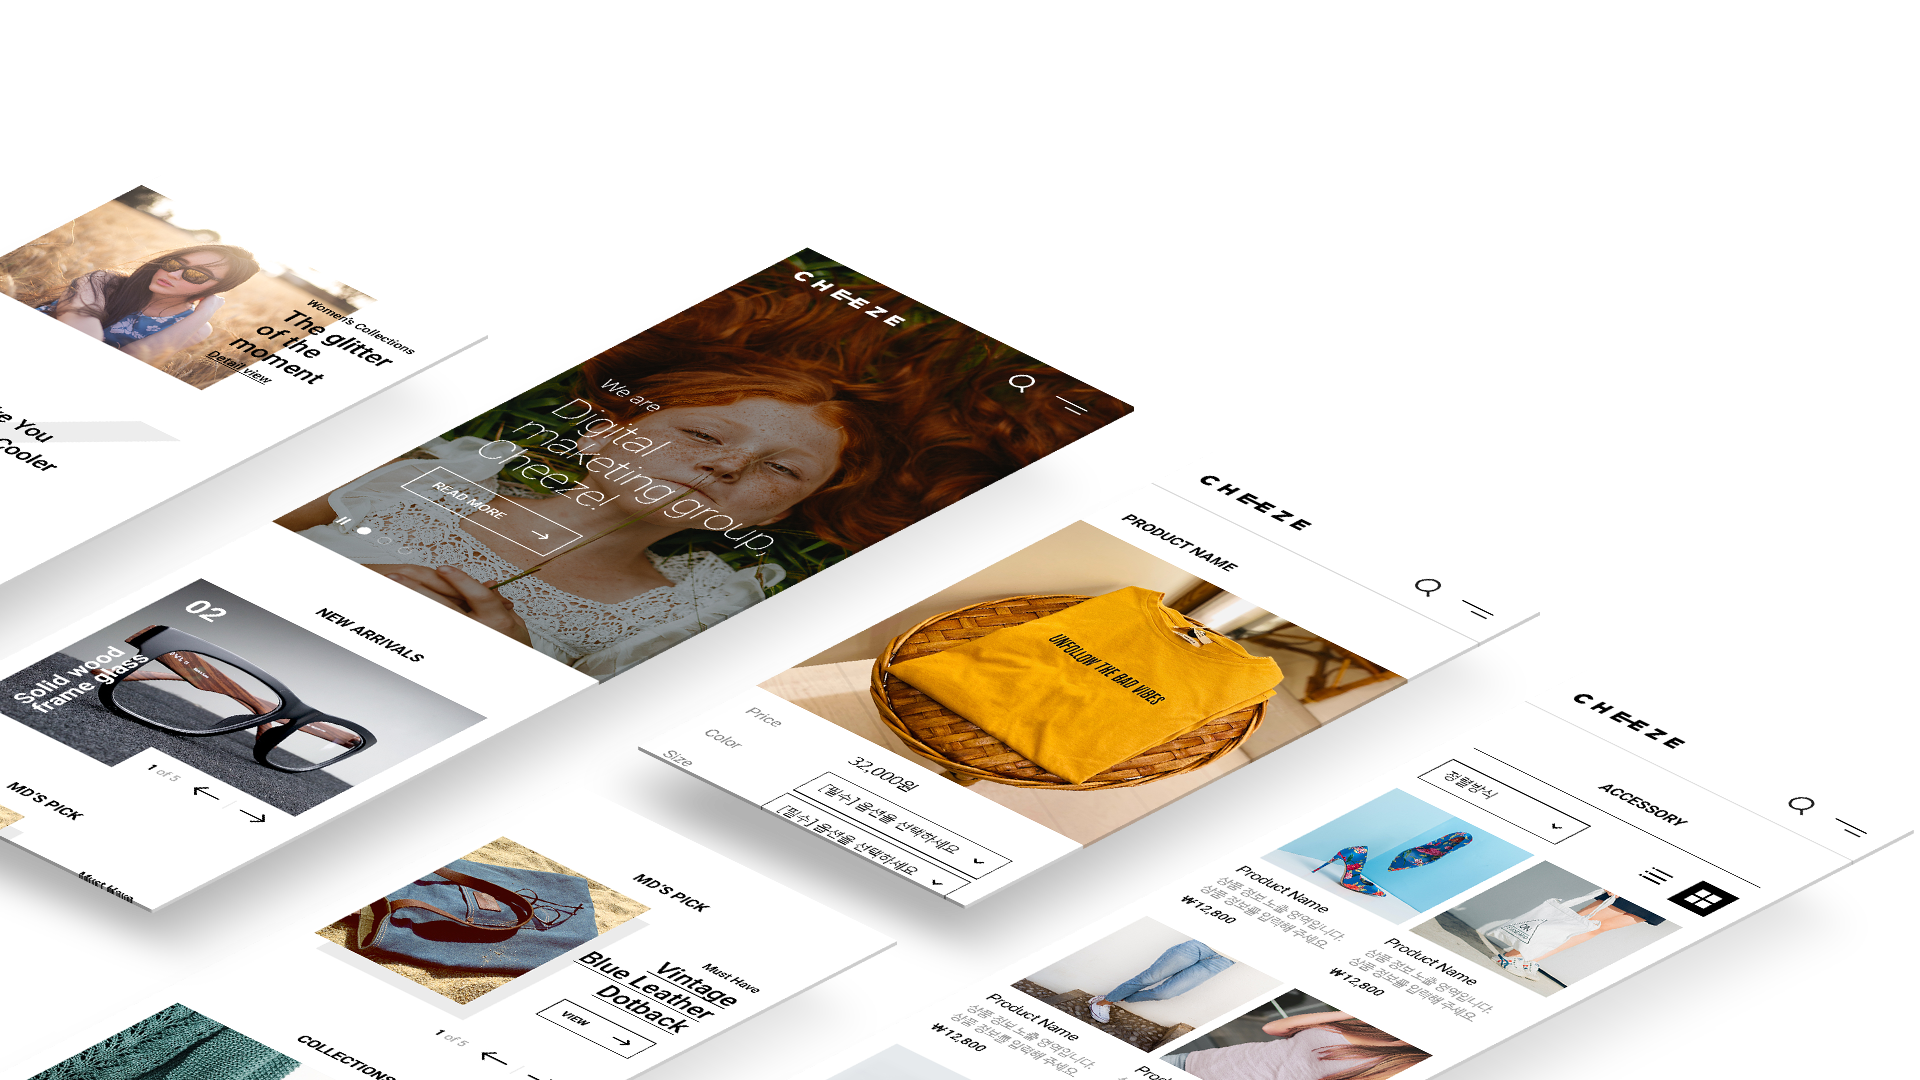 Women's Collections
The glitter
of the
moment
Detail view
You
Cooler
CHEEZE
We are
Digital
maketing group,
Cheeze!
READ MORE
NEW ARRIVALS
02
Solid wood
frame glass
1 of 5
MD'S PICK
Must Have
MD'S PICK
Must Have
Vintage
Blue Leather
Dotback
VIEW
1 of 5
COLLECTIONS
CHEEZE
PRODUCT NAME
UNFOLLOW THE BAD VIBES
Price
32,000원
Color
[필수] 옵션을 선택하세요
Size
[필수] 옵션을 선택하세요
CHEEZE
ACCESSORY
정렬방식
Product Name
상품 정보 노출 영역입니다.
상품 정보를 입력해 주세요.
₩12,800
Product Name
상품 정보 노출 영역입니다.
상품 정보를 입력해 주세요.
₩12,800
Product Name
상품 정보 노출 영역입니다.
상품 정보를 입력해 주세요.
₩12,800